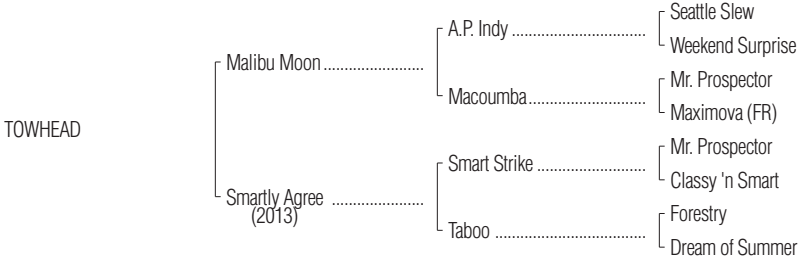 Seattle Slew
A.P. Indy
Weekend Surprise
Malibu Moon
Mr. Prospector
Macoumba
Maximova (FR)
TOWHEAD
Mr. Prospector
Smart Strike
Classy 'n Smart
Smartly Agree
(2013)
Forestry
Taboo
Dream of Summer